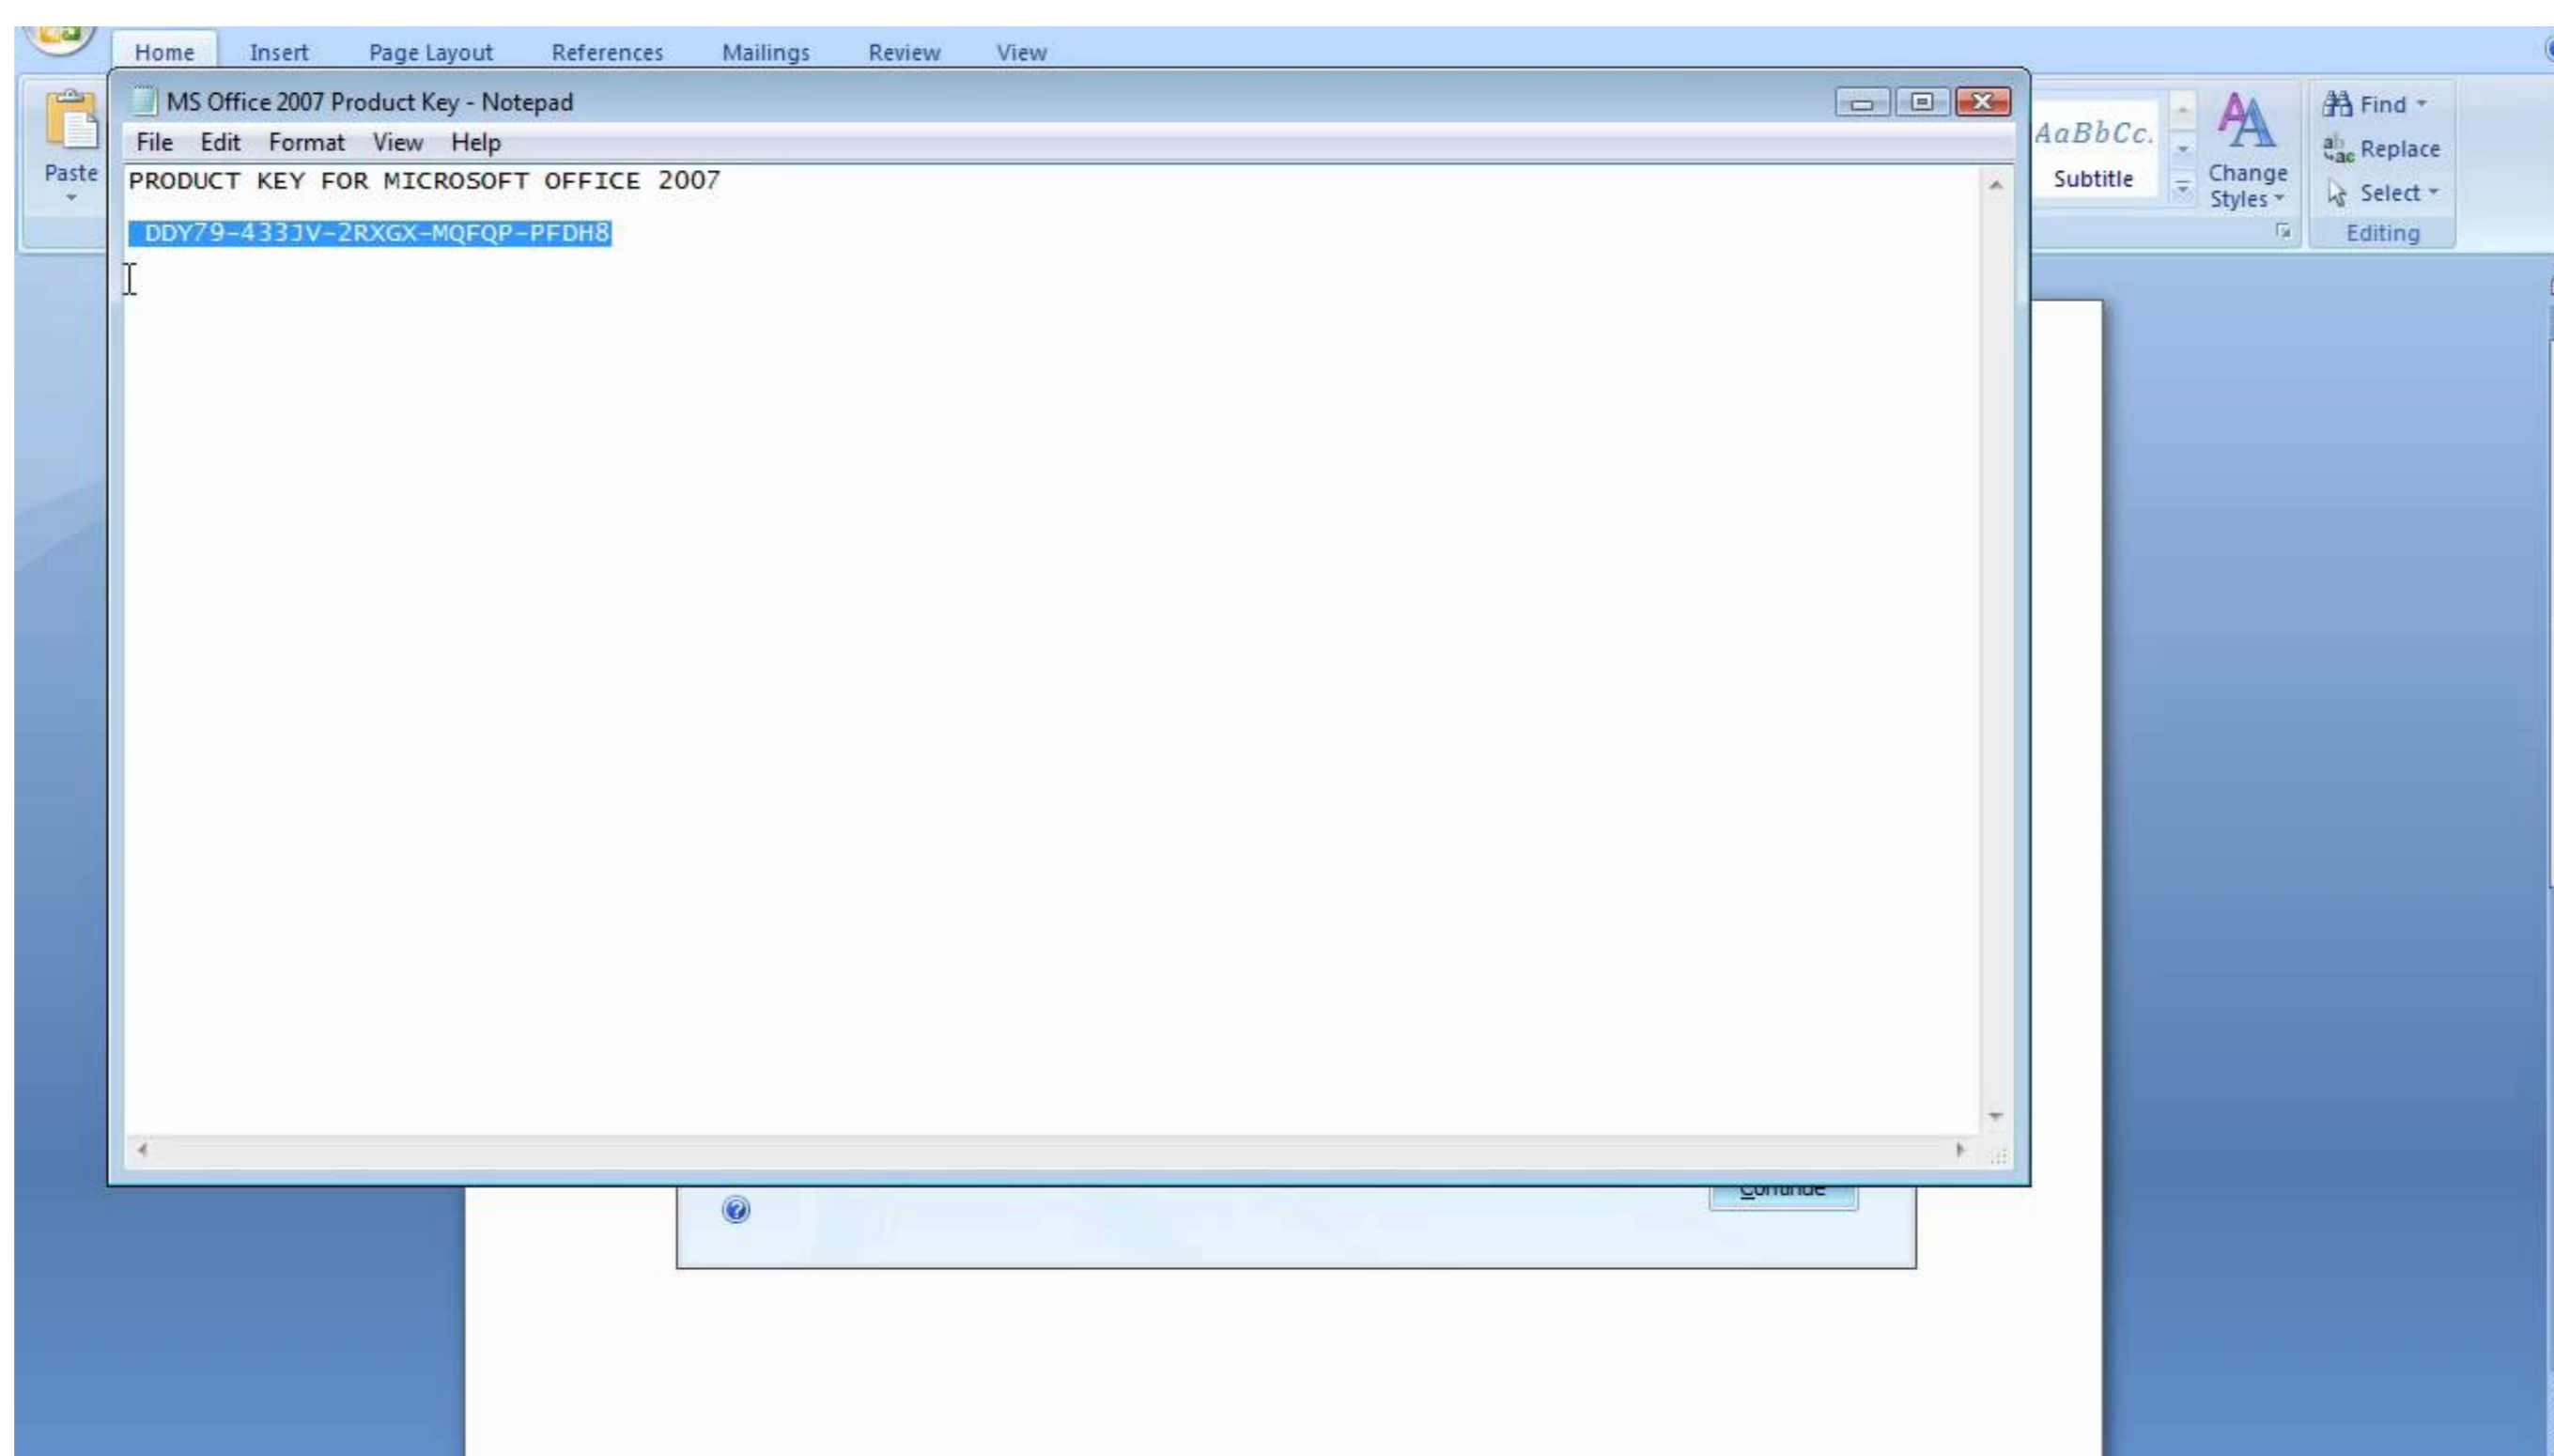 Home Insert Page Layout References Mailings Review View
MS Office 2007 Product Key - Notepad
File Edit Format View Help
PRODUCT KEY FOR MICROSOFT OFFICE 2007
DDY79-433JV-2RXGX-MQFQP-PFDH8
Paste
AaBbCc.
Subtitle
Change
Styles
Find
Replace
Select
Editing
Continue